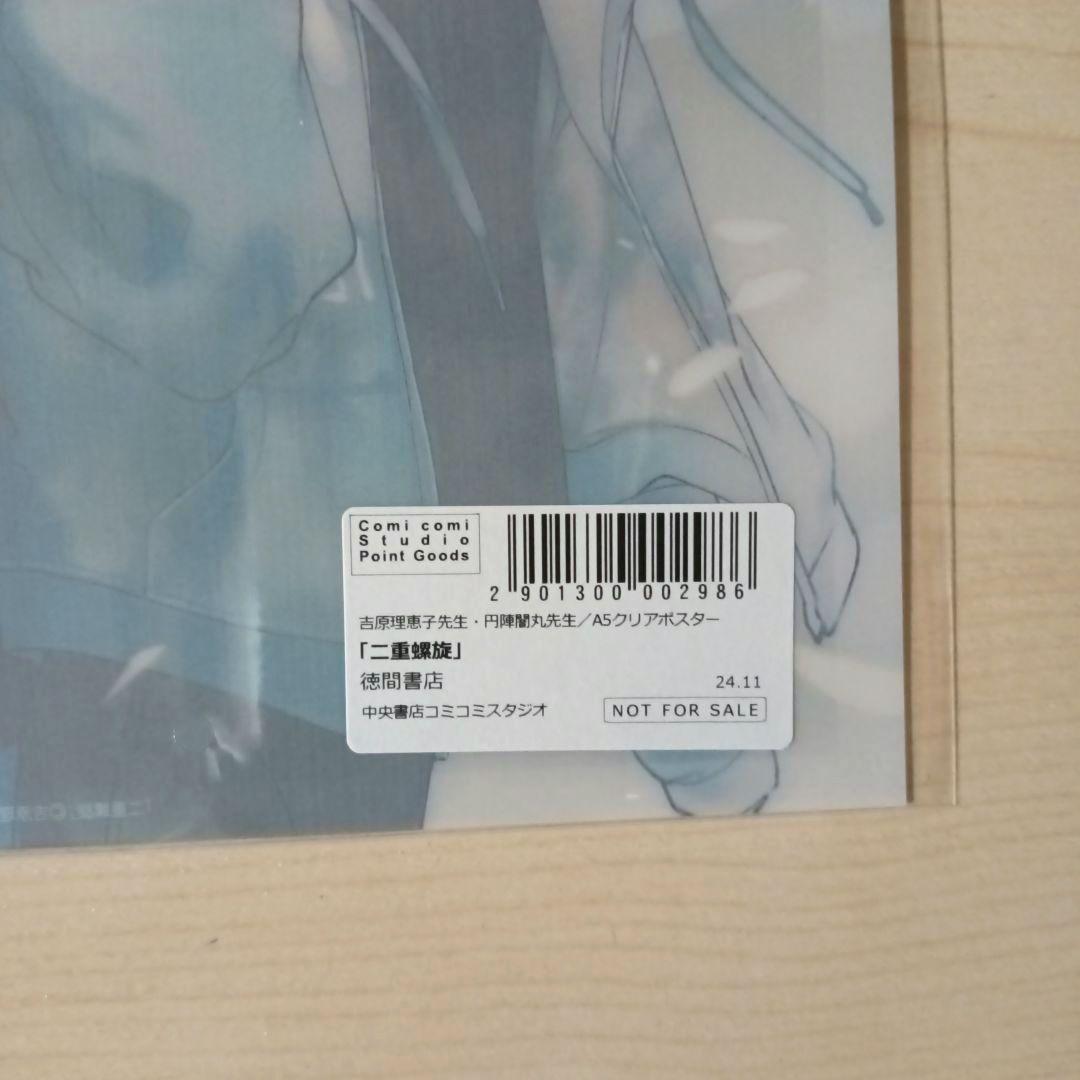 Comi comi
Studio
Point Goods
2 901300 002986
吉原理恵子先生・円陣闇丸先生／A5クリアポスター
「二重螺旋」
徳間書店
24.11
中央書店コミコミスタジオ
NOT FOR SALE